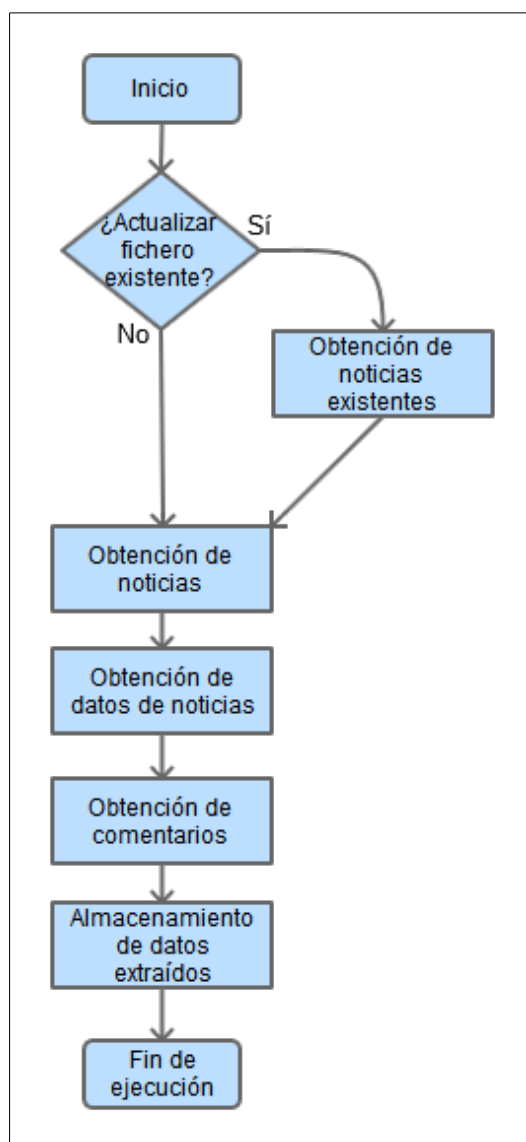 Inicio
¿Actualizar
fichero
existente?
Sí
No
Obtención de
noticias
existentes
Obtención de
noticias
Obtención de
datos de noticias
Obtención de
comentarios
Almacenamiento
de datos
extraídos
Fin de
ejecución